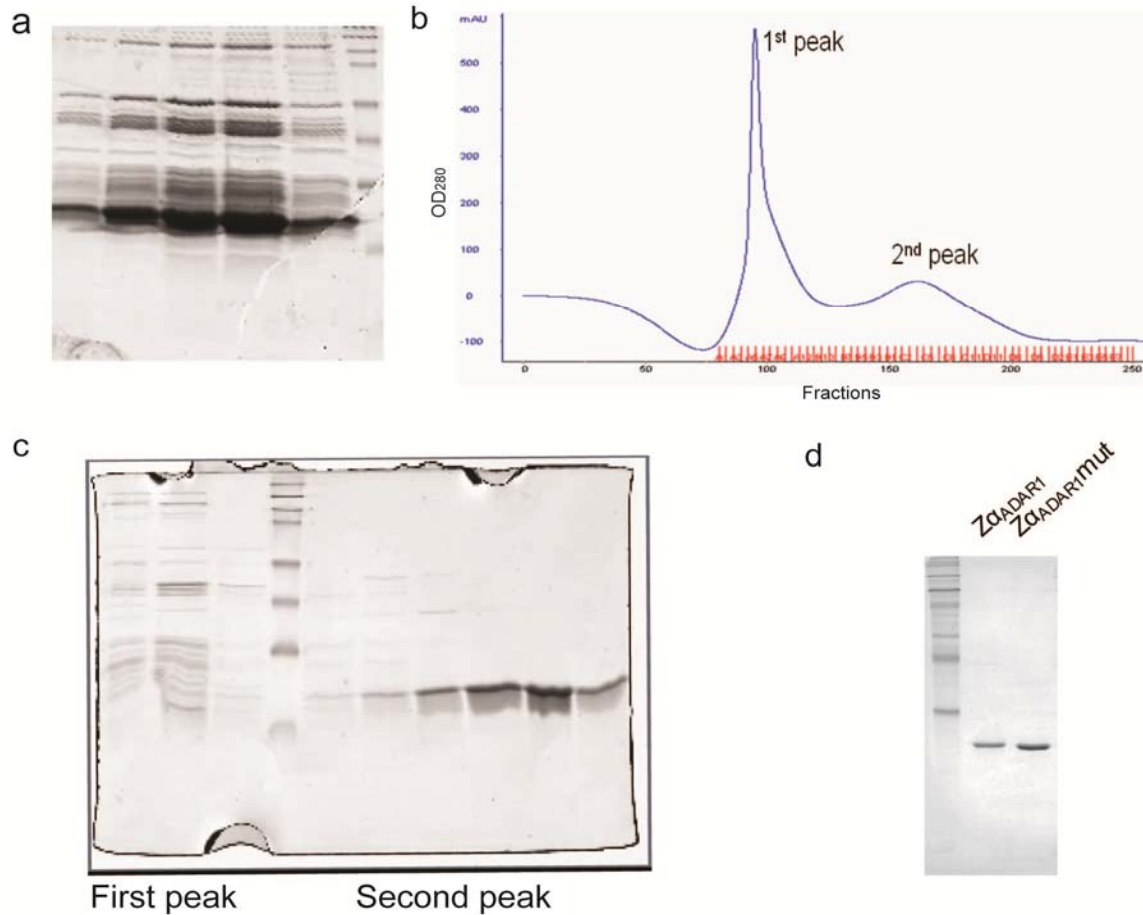 a
b
mAU
1st peak
500
400
300
200
100
0
-100
2nd peak
OD280
0
50
100
150
200
250
Fractions
c
First peak
Second peak
d
ZαADAR1
ZαADAR1mut